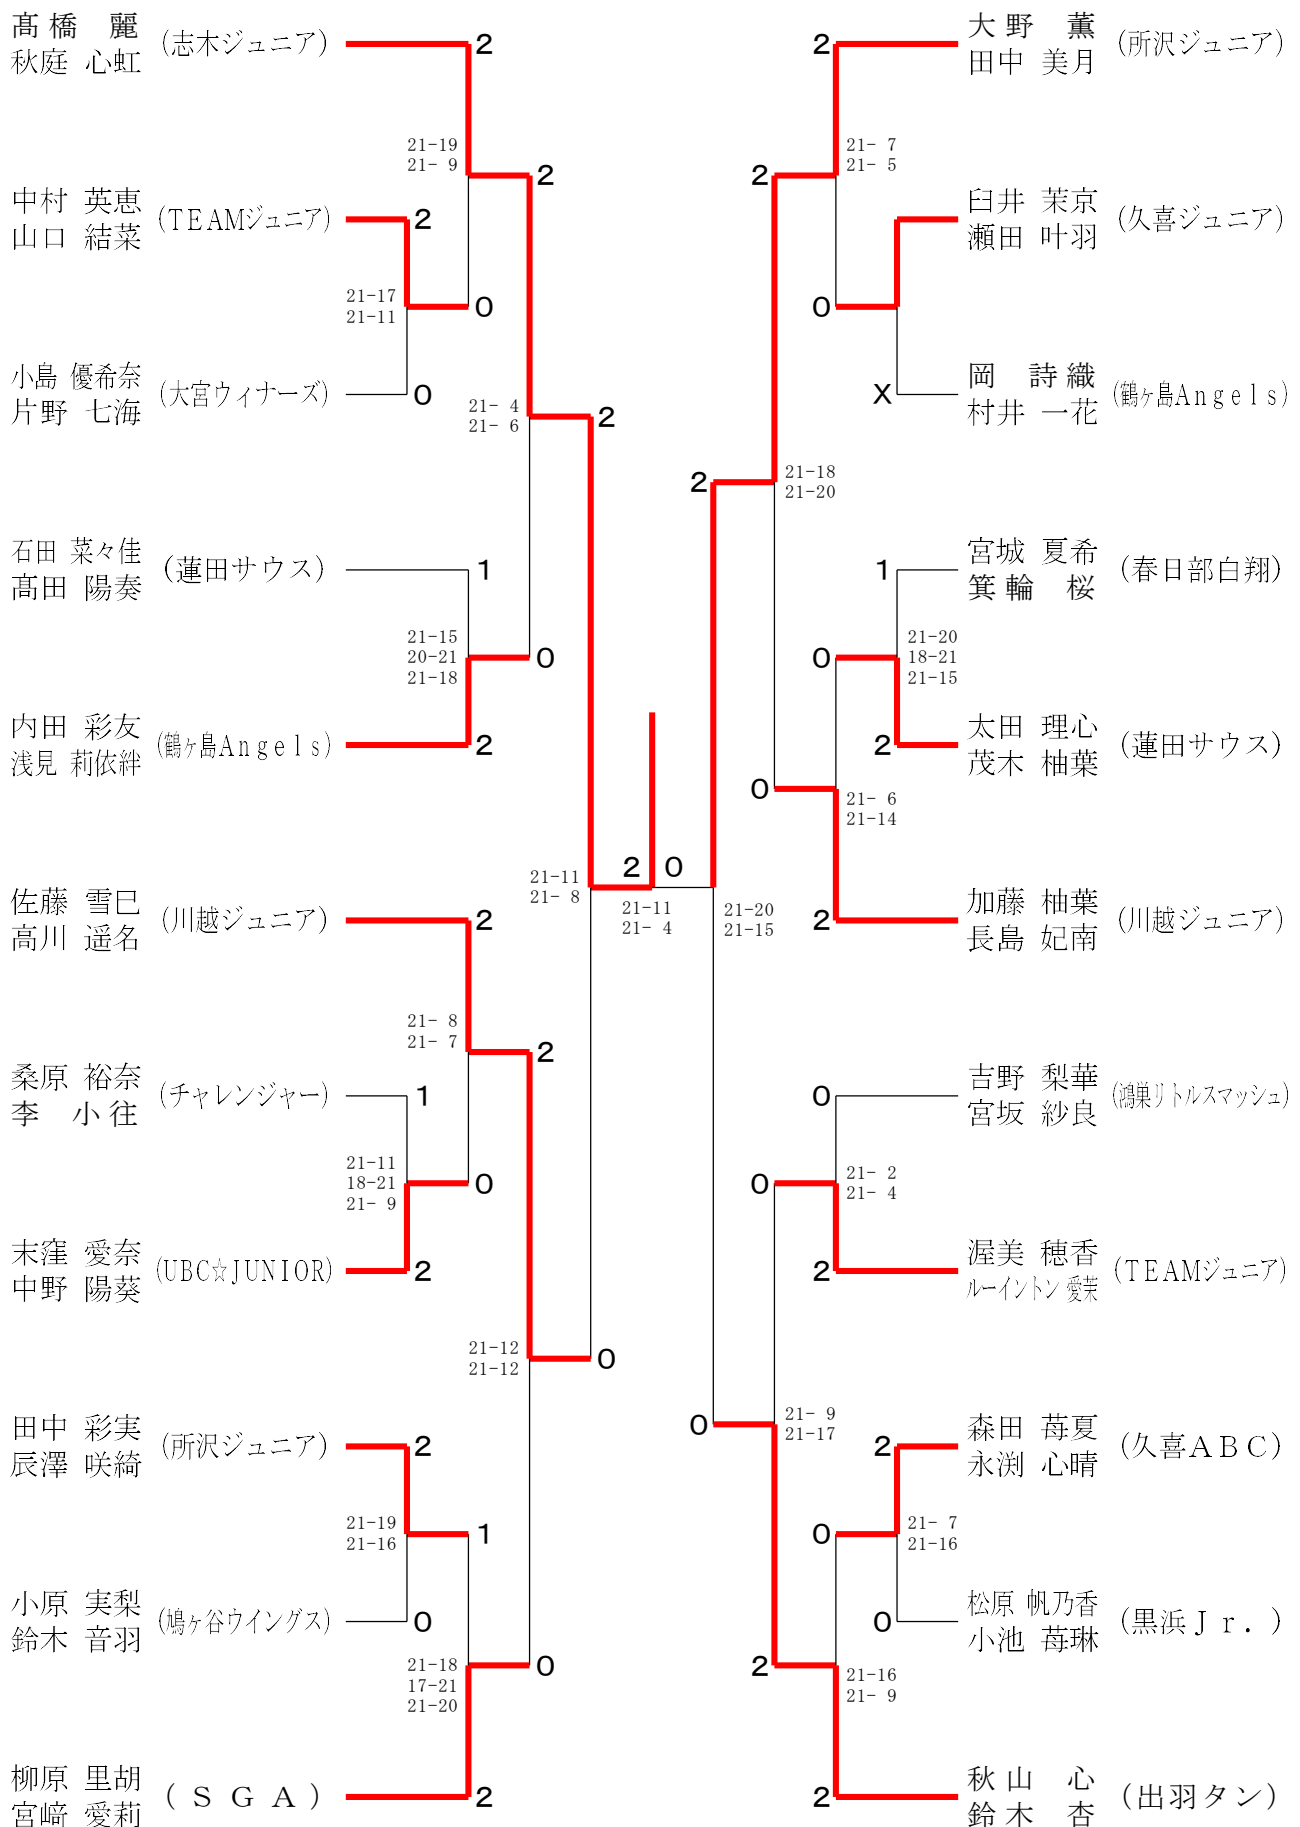 髙橋 麗
秋庭 心虹
(志木ジュニア)
2
21-19
21- 9
2
中村 英恵
山口 結菜
(TEAMジュニア)
2
21-17
21-11
0
小島 優希奈
片野 七海
(大宮ウィナーズ)
0
21- 4
21- 6
2
石田 菜々佳
髙田 陽奏
(蓮田サウス)
1
21-15
20-21
21-18
0
内田 彩友
浅見 莉依絆
(鶴ヶ島Angels)
2
佐藤 雪巳
高川 遥名
(川越ジュニア)
2
21-11
21- 8
21- 8
21- 7
2
桑原 裕奈
李 小往
(チャレンジャー)
1
21-11
18-21
21- 9
0
末窪 愛奈
中野 陽葵
(UBC☆JUNIOR)
2
21-12
21-12
0
田中 彩実
辰澤 咲綺
(所沢ジュニア)
2
21-19
21-16
1
小原 実梨
鈴木 音羽
(鳩ヶ谷ウイングス)
0
21-18
17-21
21-20
0
柳原 里胡
宮﨑 愛莉
(SGA)
2
2 0
21-11
21- 4
2
大野 薫
田中 美月
(所沢ジュニア)
2
21- 7
21- 5
臼井 茉京
瀬田 叶羽
(久喜ジュニア)
0
X
岡 詩織
村井 一花
(鶴ヶ島Angels)
2
21-18
21-20
1
宮城 夏希
箕輪 桜
(春日部白翔)
0
21-20
18-21
21-15
2
太田 理心
茂木 柚葉
(蓮田サウス)
0
21- 6
21-14
2
加藤 柚葉
長島 妃南
(川越ジュニア)
21-20
21-15
0
吉野 梨華
宮坂 紗良
(鴻巣リトルスマッシュ)
0
21- 2
21- 4
2
渥美 穂香
ルーイントン 愛茉
(TEAMジュニア)
0
21- 9
21-17
2
森田 苺夏
永渕 心晴
(久喜ABC)
0
21- 7
21-16
0
松原 帆乃香
小池 苺琳
(黒浜Jr.)
2
21-16
21- 9
2
秋山 心
鈴木 杏
(出羽タン)